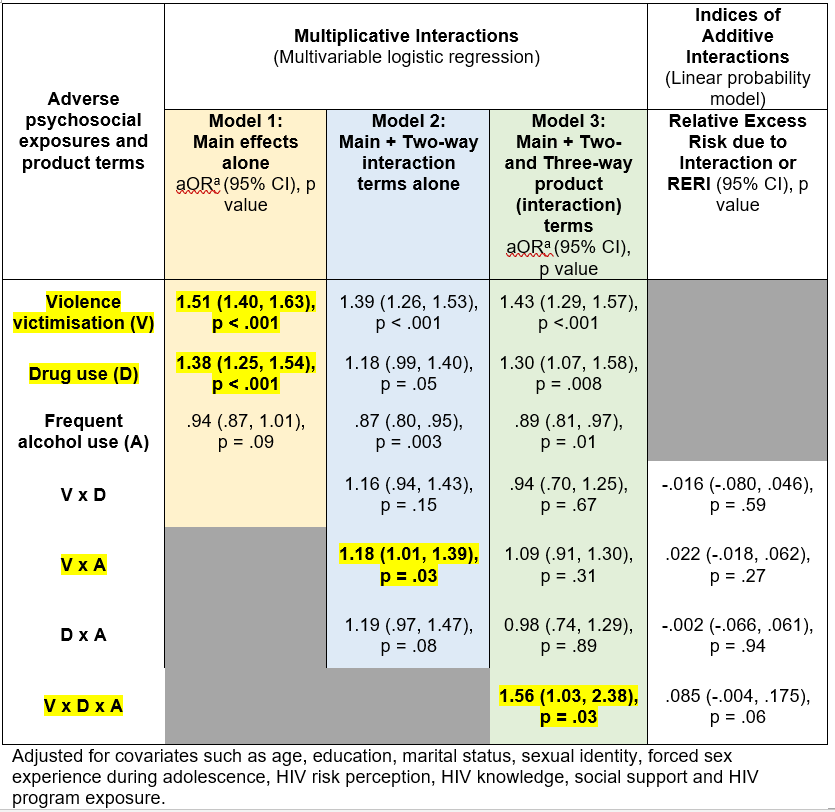 Adverse
psychosocial
exposures and
product terms
Multiplicative Interactions
(Multivariable logistic regression)
Indices of
Additive
Interactions
(Linear probability
model)
Model 1:
Main effects
alone
aORᵃ (95% CI), p
value
Model 2:
Main + Two-way
interaction
terms alone
Model 3:
Main + Two-
and Three-way
product
(interaction)
terms
aORᵃ (95% CI),
p value
Relative Excess
Risk due to
Interaction or
RERI (95% CI), p
value
Violence
victimisation (V)
1.51 (1.40, 1.63),
p < .001
1.39 (1.26, 1.53),
p < .001
1.43 (1.29, 1.57),
p <.001
Drug use (D)
1.38 (1.25, 1.54),
p < .001
1.18 (.99, 1.40),
p = .05
1.30 (1.07, 1.58),
p = .008
Frequent
alcohol use (A)
.94 (.87, 1.01),
p = .09
.87 (.80, .95),
p = .003
.89 (.81, .97),
p = .01
V x D
1.16 (.94, 1.43),
p = .15
.94 (.70, 1.25),
p = .67
-.016 (-.080, .046),
p = .59
V x A
1.18 (1.01, 1.39),
p = .03
1.09 (.91, 1.30),
p = .31
.022 (-.018, .062),
p = .27
D x A
1.19 (.97, 1.47),
p = .08
0.98 (.74, 1.29),
p = .89
-.002 (-.066, .061),
p = .94
V x D x A
1.56 (1.03, 2.38),
p = .03
.085 (-.004, .175),
p = .06
Adjusted for covariates such as age, education, marital status, sexual identity, forced sex
experience during adolescence, HIV risk perception, HIV knowledge, social support and HIV
program exposure.